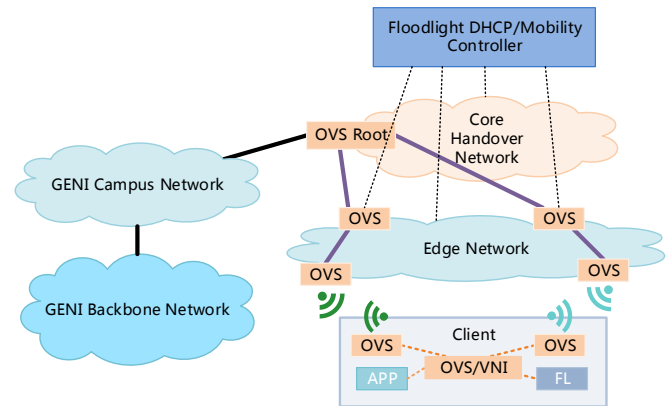 Floodlight DHCP/Mobility
Controller
OVS Root
Core
Handover
Network
GENI Campus Network
OVS
OVS
Edge Network
OVS
OVS
GENI Backbone Network
Client
OVS
OVS
OVS/VNI
APP
FL